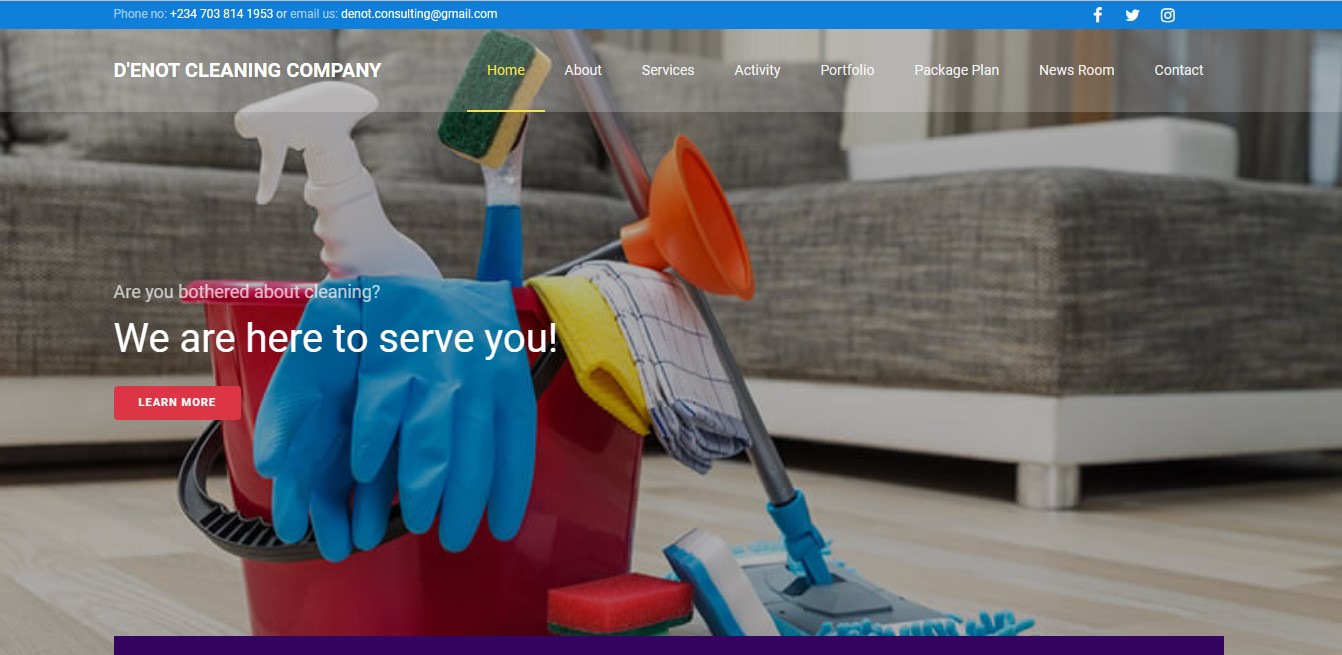 Phone no: +234 703 814 1953 or email us: denot.consulting@gmail.com
D'ENOT CLEANING COMPANY
Home About Services Activity Portfolio Package Plan News Room Contact
Are you bothered about cleaning?
We are here to serve you!
LEARN MORE